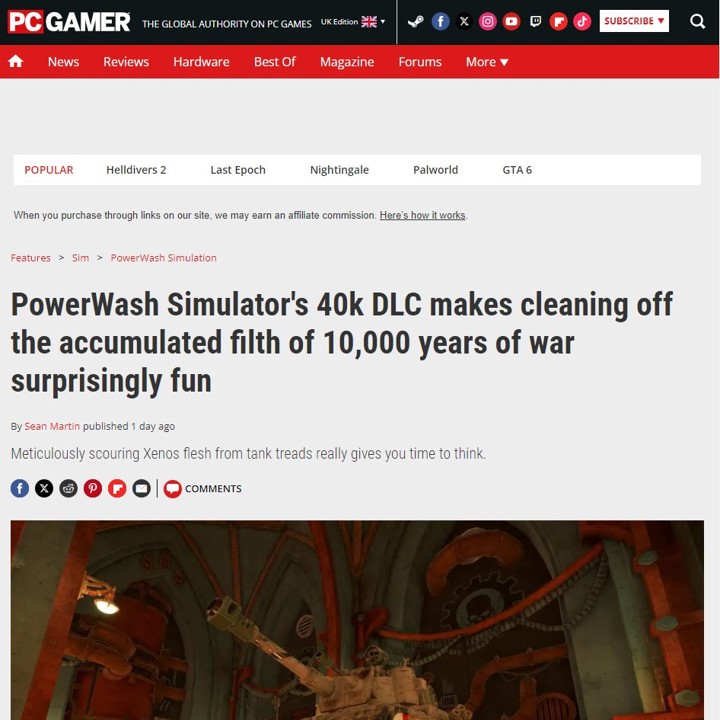 PC GAMER THE GLOBAL AUTHORITY ON PC GAMES UK Edition SUBSCRIBE
News Reviews Hardware Best Of Magazine Forums More
POPULAR Helldivers 2 Last Epoch Nightingale Palworld GTA 6
When you purchase through links on our site, we may earn an affiliate commission. Here's how it works.
Features > Sim > PowerWash Simulation
PowerWash Simulator's 40k DLC makes cleaning off
the accumulated filth of 10,000 years of war
surprisingly fun
By Sean Martin published 1 day ago
Meticulously scouring Xenos flesh from tank treads really gives you time to think.
COMMENTS